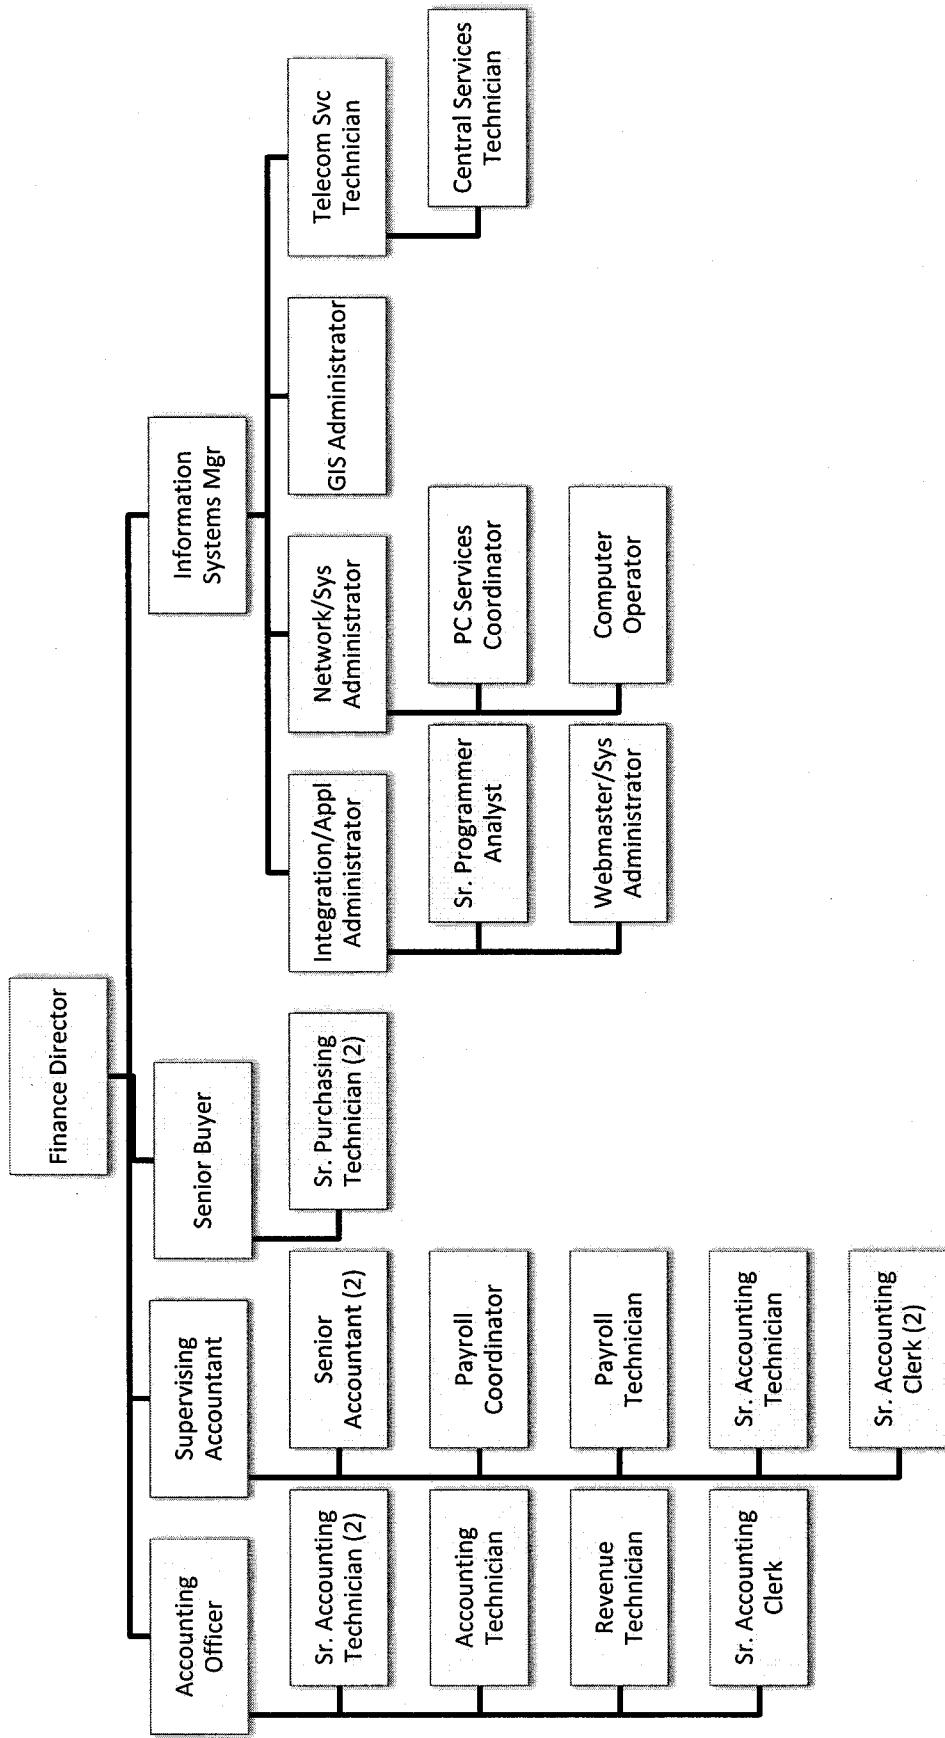 Finance Director
Accounting
Officer
Supervising
Accountant
Senior Buyer
Information
Systems Mgr
Sr. Accounting
Technician (2)
Accounting
Technician
Revenue
Technician
Sr. Accounting
Clerk
Senior
Accountant (2)
Payroll
Coordinator
Payroll
Technician
Sr. Accounting
Technician
Sr. Accounting
Clerk (2)
Sr. Purchasing
Technician (2)
Integration/Appl
Administrator
Sr. Programmer
Analyst
Webmaster/Sys
Administrator
Network/Sys
Administrator
PC Services
Coordinator
Computer
Operator
GIS Administrator
Telecom Svc
Technician
Central Services
Technician